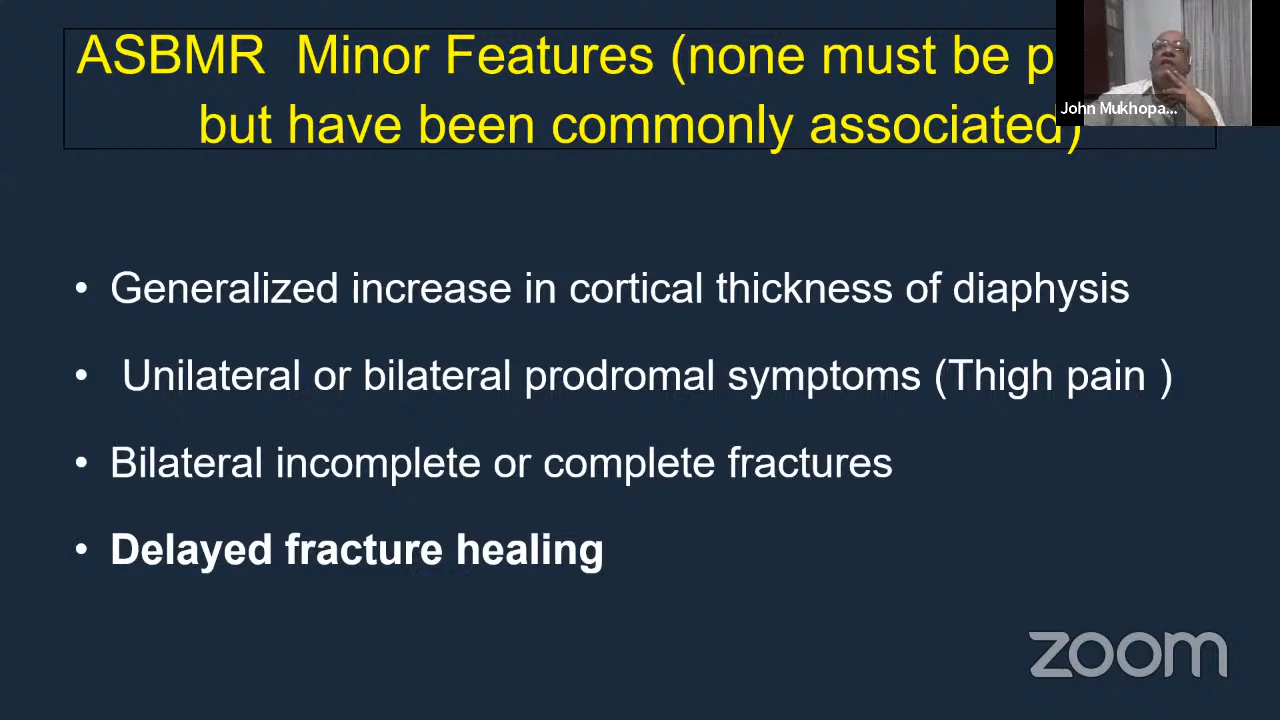 ASBMR  Minor Features (none must be
but have been commonly associated)
John Mukhopa...
• Generalized increase in cortical thickness of diaphysis
• Unilateral or bilateral prodromal symptoms (Thigh pain )
• Bilateral incomplete or complete fractures
• Delayed fracture healing
zoom